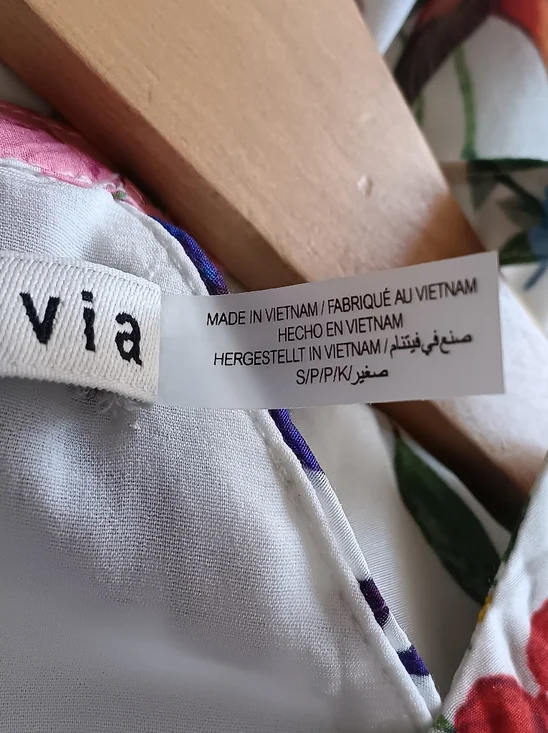 via
MADE IN VIETNAM / FABRIQUÉ AU VIETNAM
HECHO EN VIETNAM
HERGESTELLT IN VIETNAM / صنع في فيتنام
S/P/P/K/صغير